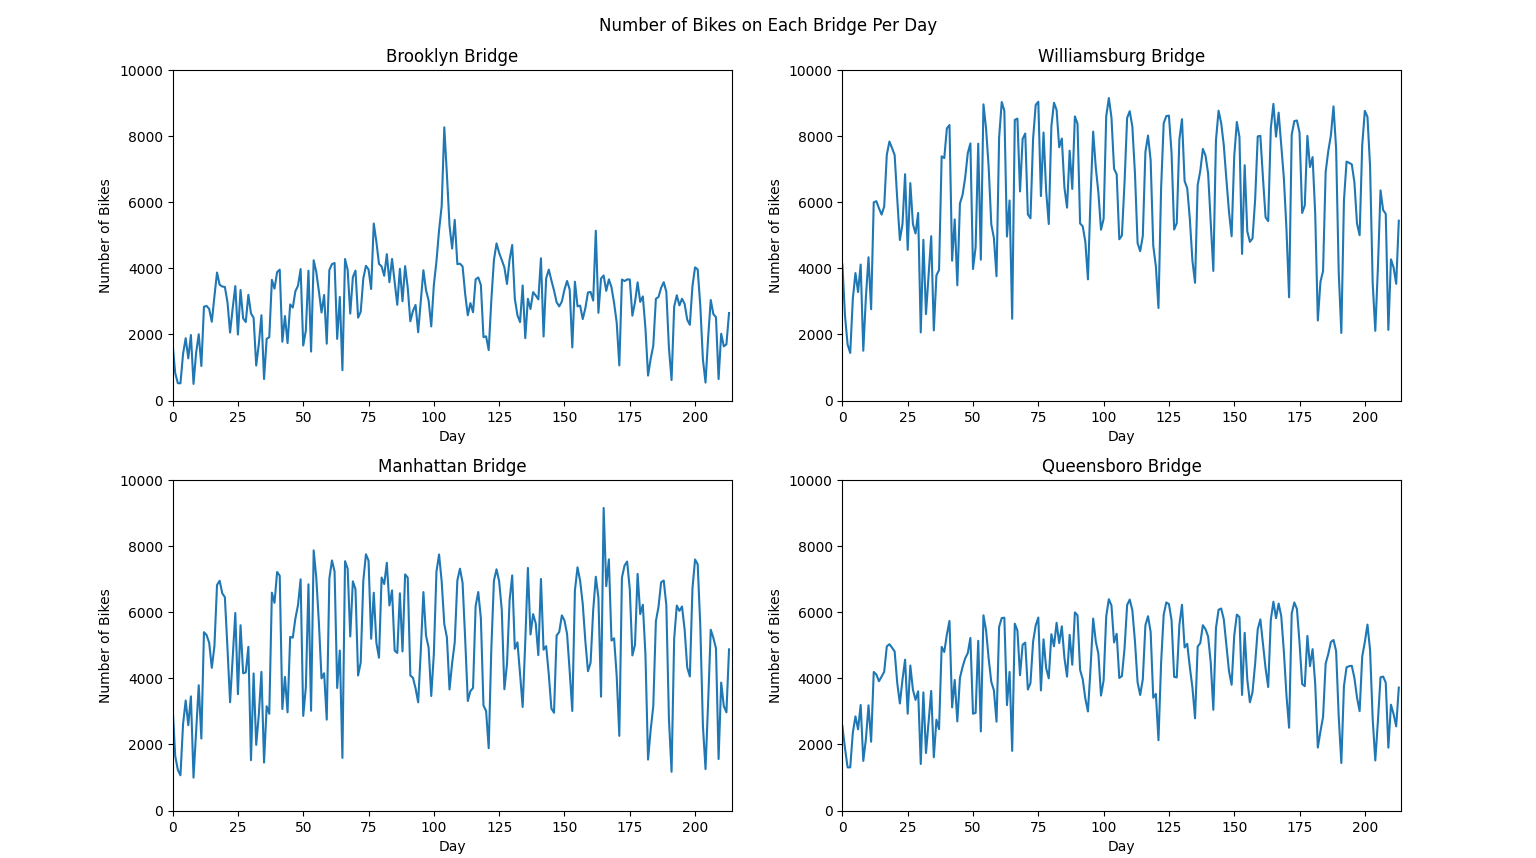 Number of Bikes on Each Bridge Per Day
Brooklyn Bridge
10000
8000
6000
4000
2000
0
Number of Bikes
0 25 50 75 100 125 150 175 200
Day
Williamsburg Bridge
10000
8000
6000
4000
2000
0
Number of Bikes
0 25 50 75 100 125 150 175 200
Day
Manhattan Bridge
10000
8000
6000
4000
2000
0
Number of Bikes
0 25 50 75 100 125 150 175 200
Day
Queensboro Bridge
10000
8000
6000
4000
2000
0
Number of Bikes
0 25 50 75 100 125 150 175 200
Day